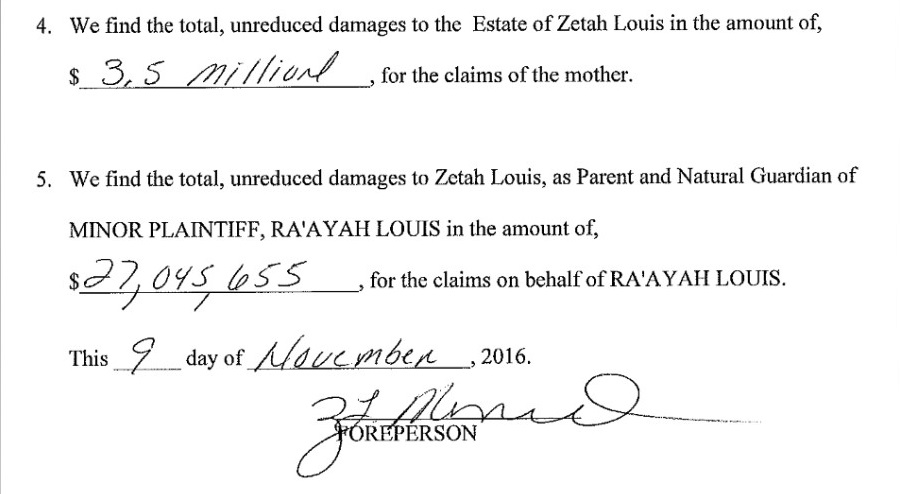 4. We find the total, unreduced damages to the Estate of Zetah Louis in the amount of,
$ 3.5 million, for the claims of the mother.
5. We find the total, unreduced damages to Zetah Louis, as Parent and Natural Guardian of
MINOR PLAINTIFF, RA'AYAH LOUIS in the amount of,
$27,045,655, for the claims on behalf of RA'AYAH LOUIS.
This 9 day of November, 2016.
FOREPERSON